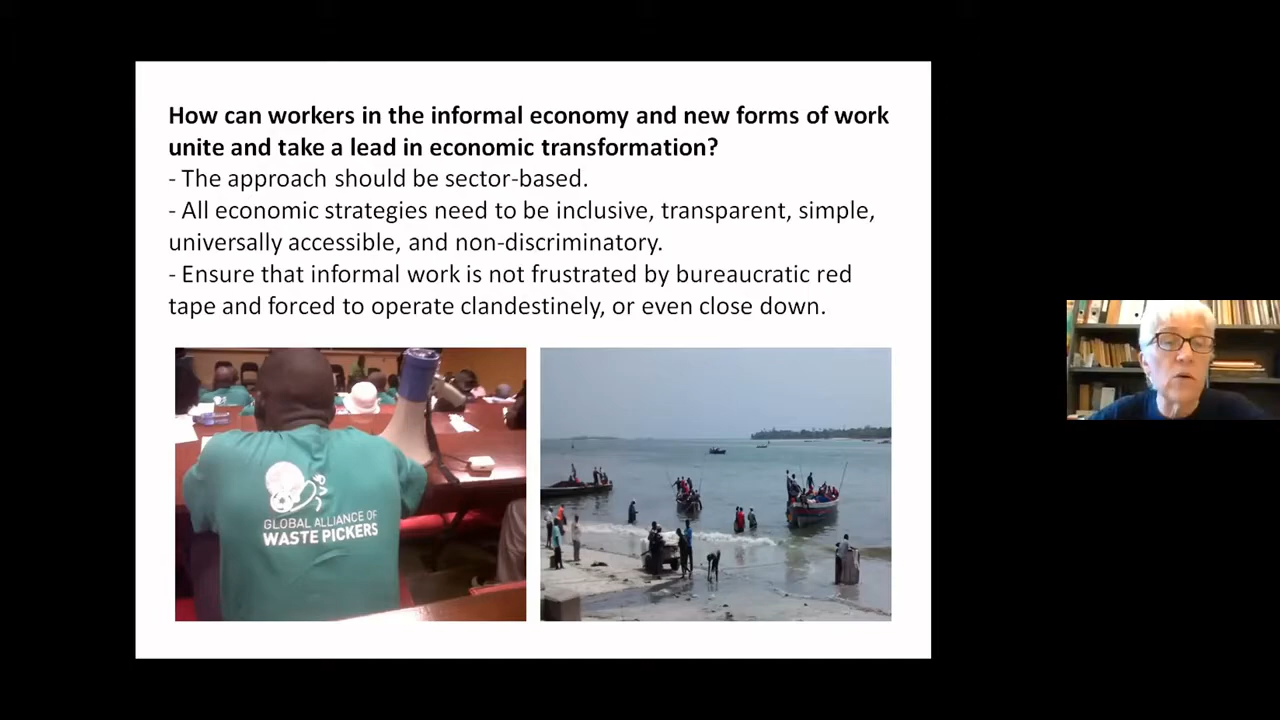 How can workers in the informal economy and new forms of work
unite and take a lead in economic transformation?
- The approach should be sector-based.
- All economic strategies need to be inclusive, transparent, simple,
universally accessible, and non-discriminatory.
- Ensure that informal work is not frustrated by bureaucratic red
tape and forced to operate clandestinely, or even close down.
GLOBAL ALLIANCE OF
WASTE PICKERS